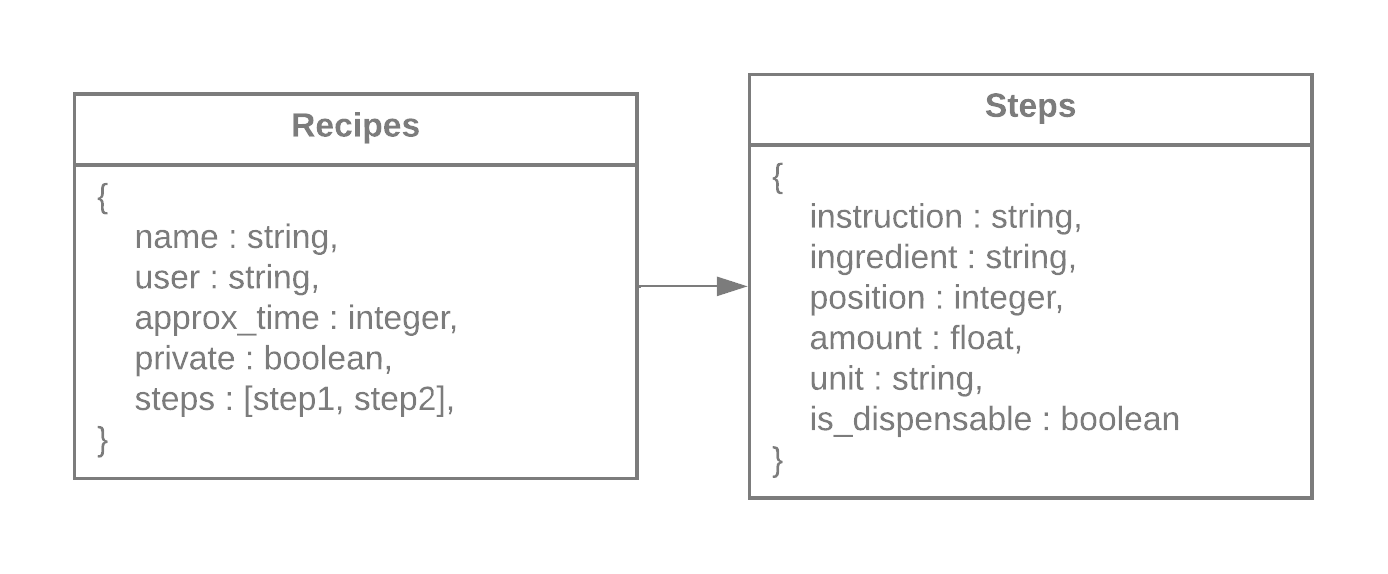 Recipes
{
name : string,
user : string,
approx_time : integer,
private : boolean,
steps : [step1, step2],
}
Steps
{
instruction : string,
ingredient : string,
position : integer,
amount : float,
unit : string,
is_dispensable : boolean
}